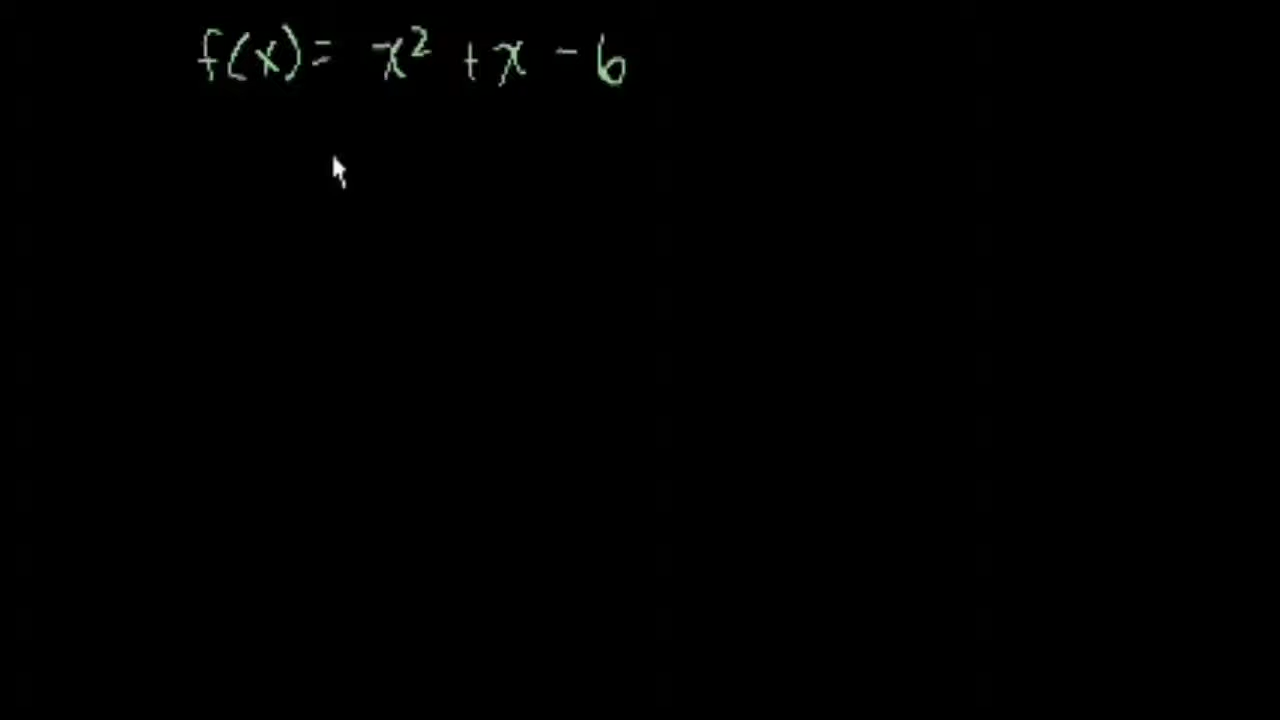 f(x) = x² + x - 6